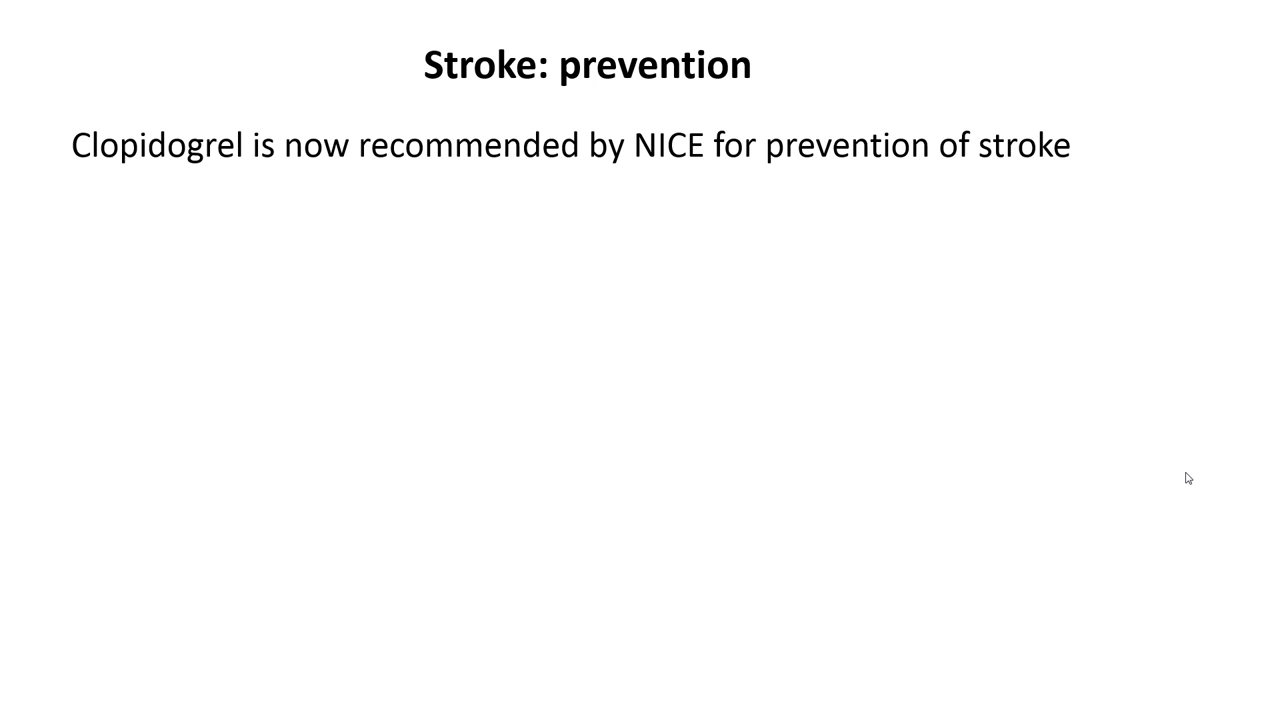 Stroke: prevention
Clopidogrel is now recommended by NICE for prevention of stroke